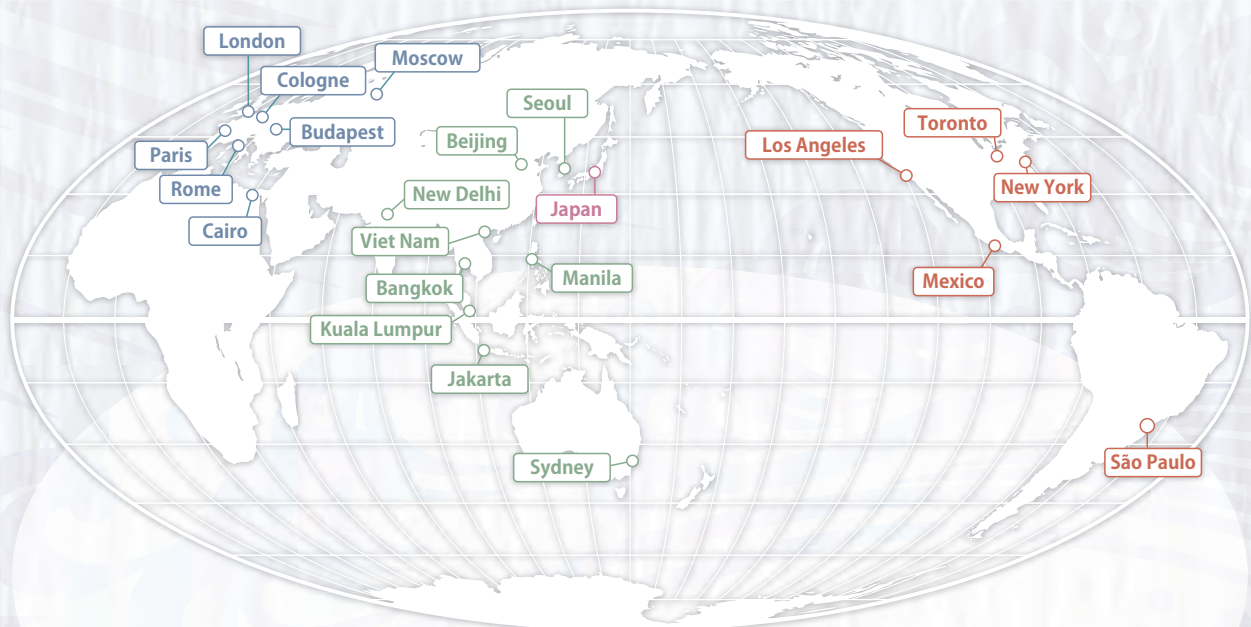 London
Moscow
Cologne
Seoul
Toronto
Budapest
Beijing
Los Angeles
Paris
Rome
New York
New Delhi
Japan
Cairo
Viet Nam
Manila
Mexico
Bangkok
Kuala Lumpur
Jakarta
São Paulo
Sydney